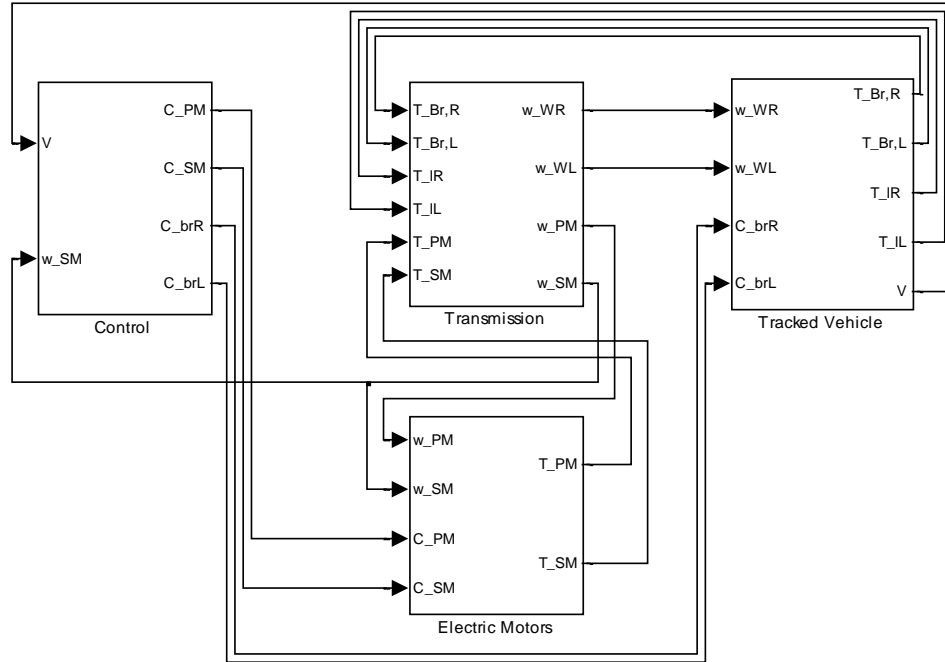 C_PM
V
C_SM
C_brR
w_SM
C_brL
Control
T_Br,R
w_WR
T_Br,L
w_WL
T_IR
T_IL
w_PM
T_PM
T_SM
w_SM
Transmission
T_Br,R
w_WR
T_Br,L
w_WL
T_IR
C_brR
T_IL
C_brL
V
Tracked Vehicle
w_PM
T_PM
w_SM
C_PM
T_SM
C_SM
Electric Motors